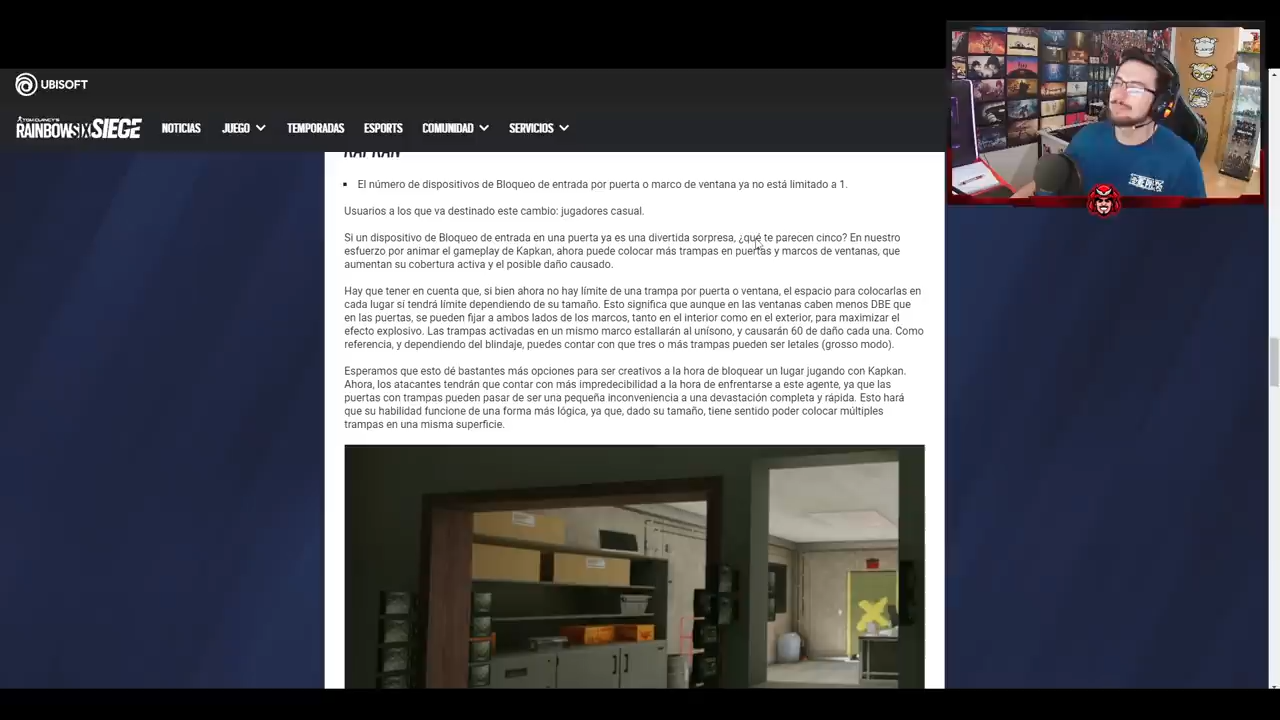 UBISOFT
TOM CLANCY'S
RAINBOWSIX SIEGE
NOTICIAS
JUEGO
TEMPORADAS
ESPORTS
COMUNIDAD
SERVICIOS
KAPKAN
El número de dispositivos de Bloqueo de entrada por puerta o marco de ventana ya no está limitado a 1.
Usuarios a los que va destinado este cambio: jugadores casual.
Si un dispositivo de Bloqueo de entrada en una puerta ya es una divertida sorpresa, ¿qué te parecen cinco? En nuestro
esfuerzo por animar el gameplay de Kapkan, ahora puede colocar más trampas en puertas y marcos de ventanas, que
aumentan su cobertura activa y el posible daño causado.
Hay que tener en cuenta que, si bien ahora no hay límite de una trampa por puerta o ventana, el espacio para colocarlas en
cada lugar sí tendrá límite dependiendo de su tamaño. Esto significa que aunque en las ventanas caben menos DBE que
en las puertas, se pueden fijar a ambos lados de los marcos, tanto en el interior como en el exterior, para maximizar el
efecto explosivo. Las trampas activadas en un mismo marco estallarán al unísono, y causarán 60 de daño cada una. Como
referencia, y dependiendo del blindaje, puedes contar con que tres o más trampas pueden ser letales (grosso modo).
Esperamos que esto dé bastantes más opciones para ser creativos a la hora de bloquear un lugar jugando con Kapkan.
Ahora, los atacantes tendrán que contar con más impredecibilidad a la hora de enfrentarse a este agente, ya que las
puertas con trampas pueden pasar de ser una pequeña inconveniencia a una devastación completa y rápida. Esto hará
que su habilidad funcione de una forma más lógica, ya que, dado su tamaño, tiene sentido poder colocar múltiples
trampas en una misma superficie.